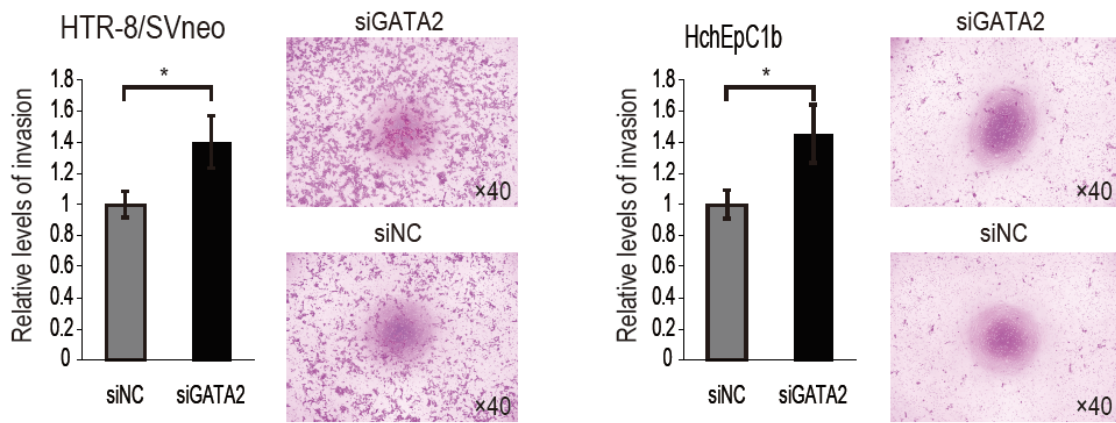 HTR-8/SVneo
Relative levels of invasion
1.8
1.6
1.4
1.2
1
0.8
0.6
0.4
0.2
0
*
siNC
siGATA2
siGATA2
×40
siNC
×40
HchEpC1b
Relative levels of invasion
1.8
1.6
1.4
1.2
1
0.8
0.6
0.4
0.2
0
*
siNC
siGATA2
siGATA2
×40
siNC
×40